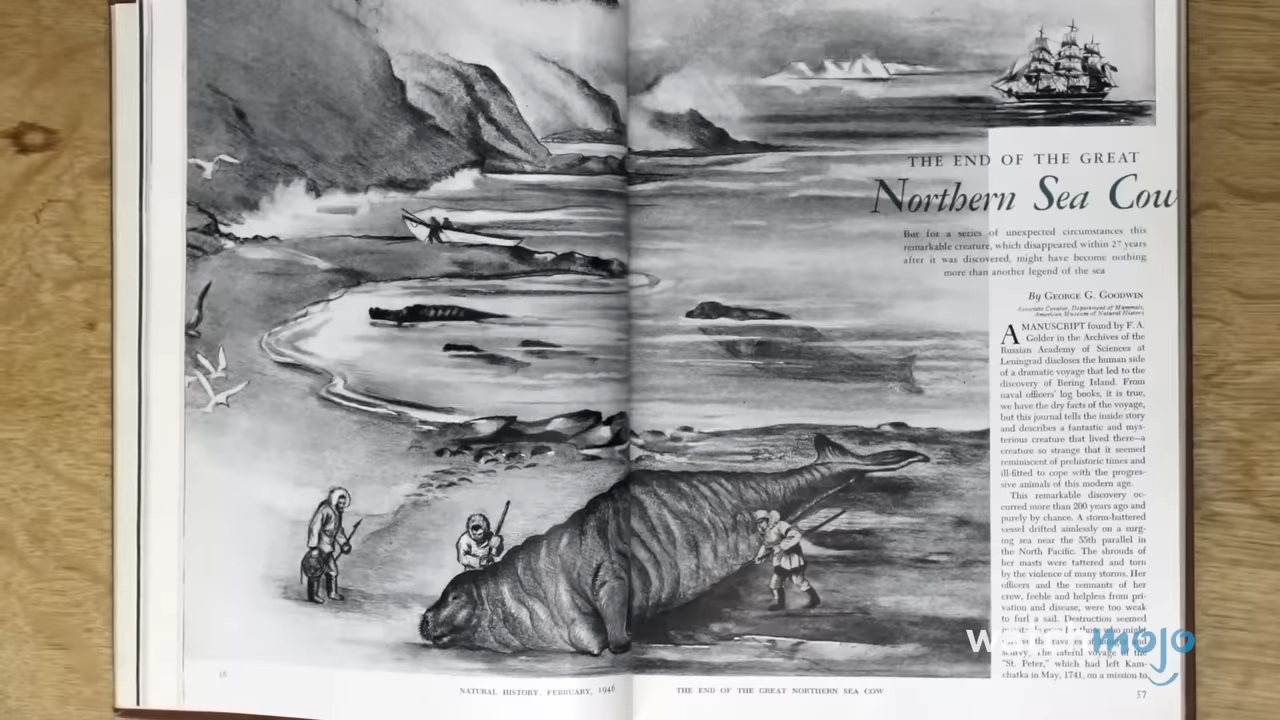 THE END OF THE GREAT
Northern Sea Cow
But for a series of unexpected circumstances this
remarkable creature, which disappeared within 27 years
after it was discovered, might have become nothing
more than another legend of the sea
By GEORGE G. GOODWIN
Associate Curator, Department of Mammals,
American Museum of Natural History
A MANUSCRIPT found by F. A.
Golder in the Archives of the
Russian Academy of Sciences at
Leningrad discloses the human side
of a dramatic voyage that led to the
discovery of Bering Island. From
naval officers' log books, it is true,
we have the dry facts of the voyage,
but this journal tells the inside story
and describes a fantastic and mys-
terious creature that lived there—a
creature so strange that it seemed
reminiscent of prehistoric times and
ill-fitted to cope with the progres-
sive animals of this modern age.
This remarkable discovery oc-
curred more than 200 years ago and
purely by chance. A storm-battered
vessel drifted aimlessly on a surg-
ing sea near the 55th parallel in
the North Pacific. The shrouds of
her masts were tattered and torn
by the violence of many storms. Her
officers and the remnants of her
crew, feeble and helpless from pri-
vation and disease, were too weak
to furl a sail. Destruction seemed
for those who might
the ravages of
scurvy. The fateful voyage of the
"St. Peter," which had left Kam-
chatka in May, 1741, on a mission to
mojo
56
NATURAL HISTORY, FEBRUARY, 1946
THE END OF THE GREAT NORTHERN SEA COW
57